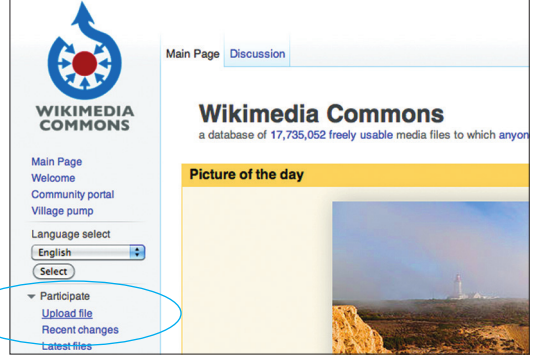 Main Page Discussion
WIKIMEDIA
COMMONS
Wikimedia Commons
a database of 17,735,052 freely usable media files to which anyon
Main Page
Welcome
Community portal
Village pump
Picture of the day
Language select
English
Select
Participate
Upload file
Recent changes
Latest files